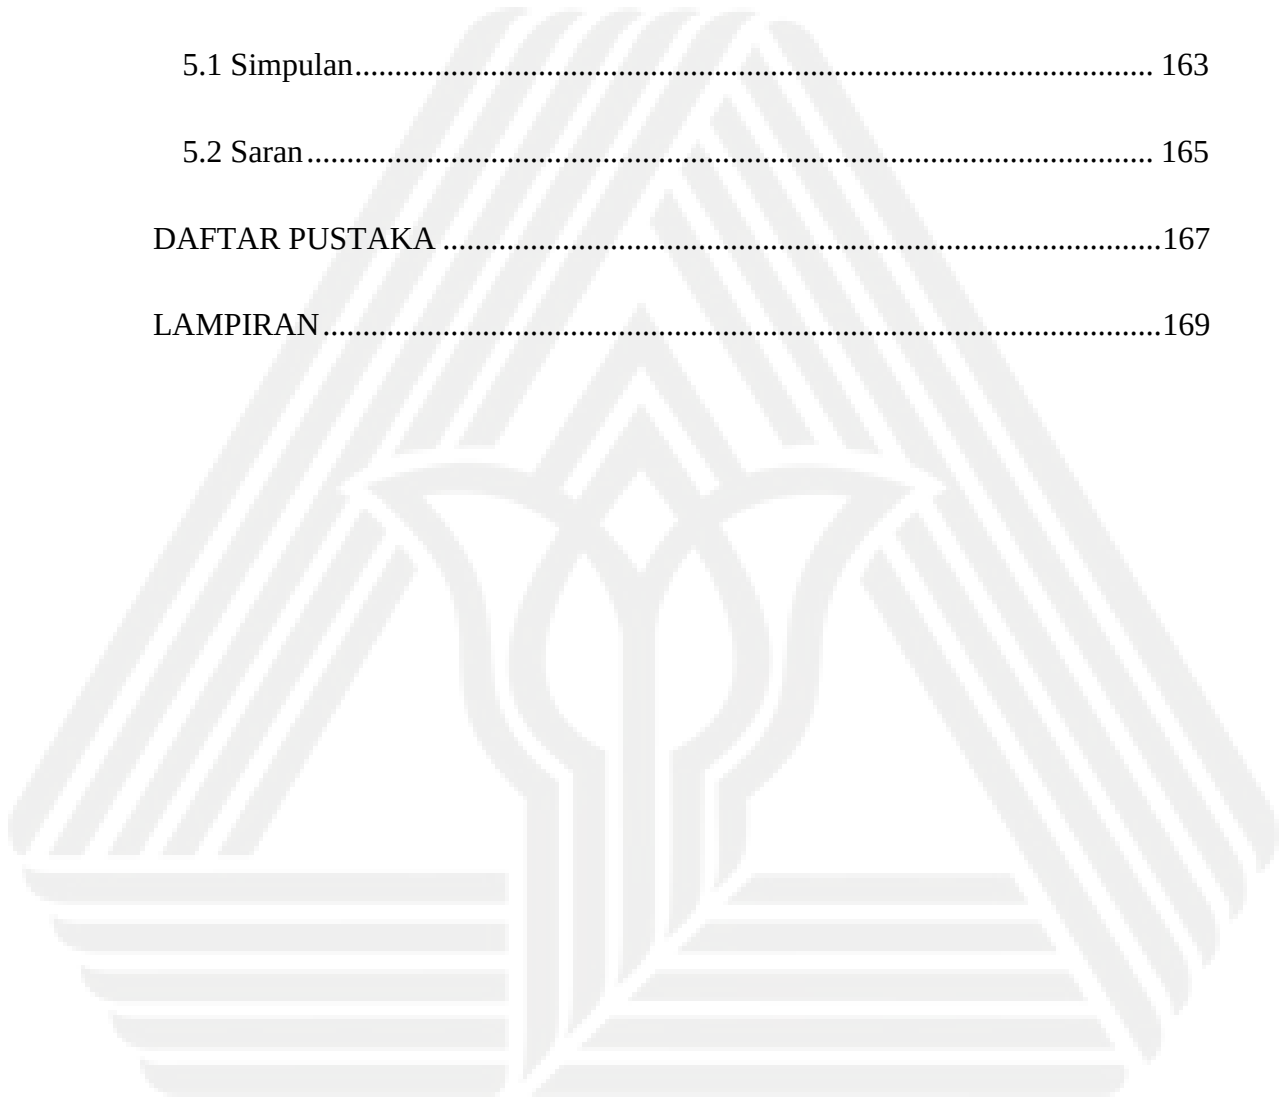 5.1 Simpulan.................................................................................................... 163
5.2 Saran.......................................................................................................... 165
DAFTAR PUSTAKA ..........................................................................................167
LAMPIRAN.........................................................................................................169